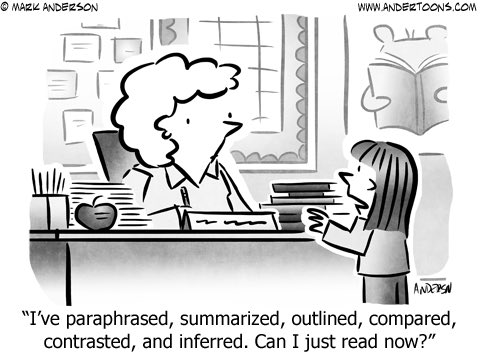 © MARK ANDERSON
WWW.ANDERTOONS.COM
ANDERSON
“I’ve paraphrased, summarized, outlined, compared,
contrasted, and inferred. Can I just read now?”